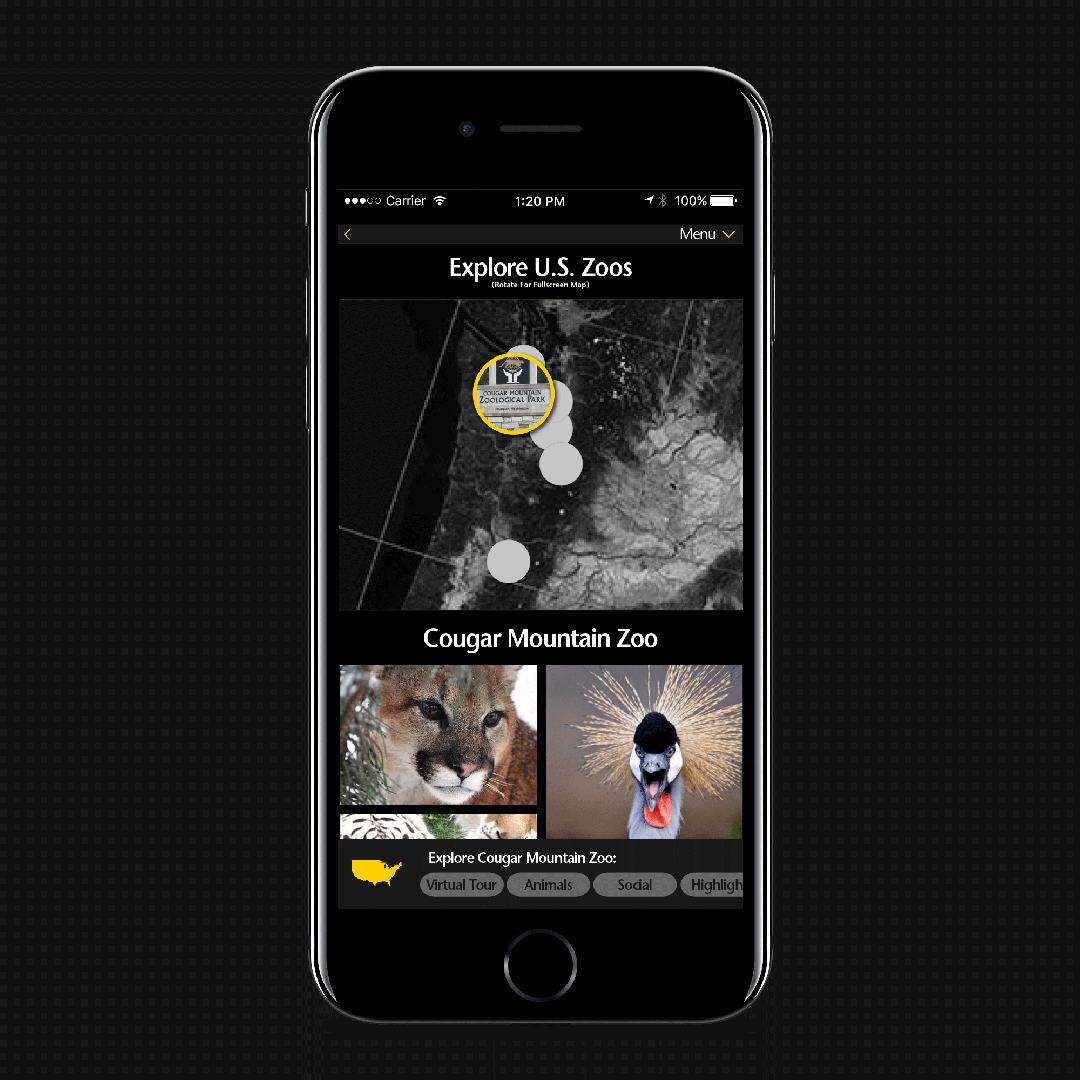 Carrier
1:20 PM
100%
Menu
Explore U.S. Zoos
(Rotate For Fullscreen Map)
COUGAR MOUNTAIN
ZOOLOGICAL PARK
Cougar Mountain Zoo
Explore Cougar Mountain Zoo:
Virtual Tour
Animals
Social
Highligh